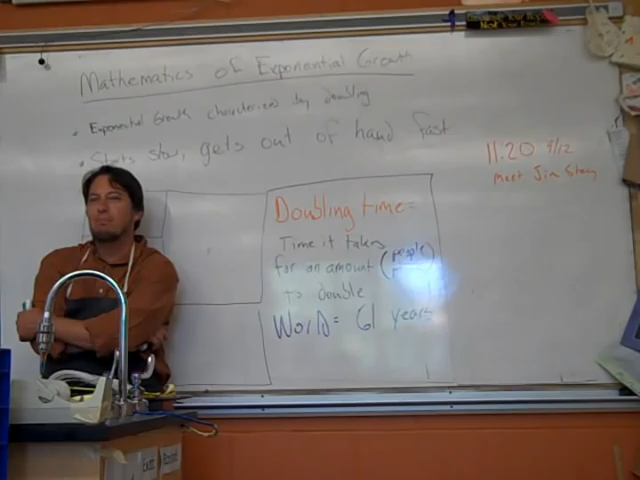 Mathematics of Exponential Growth
• Exponential Growth characterized by doubling
• Starts slow, gets out of hand fast
11.20 9/12
meet Jim Stacy
Doubling time =
Time it takes
for an amount (people)
to double
World = 61 years